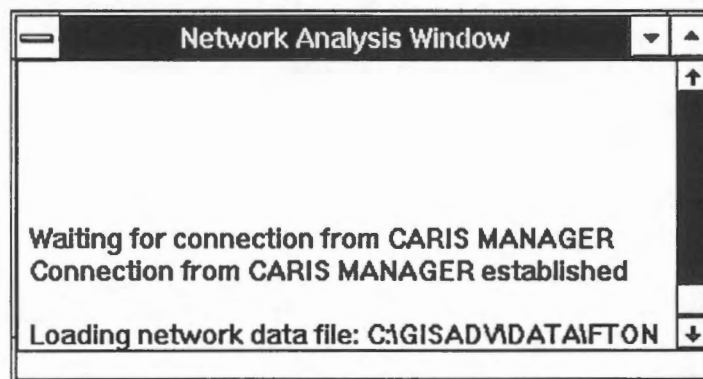 Network Analysis Window
Waiting for connection from CARIS MANAGER
Connection from CARIS MANAGER established
Loading network data file: C:\GISADV\DATA\FTON